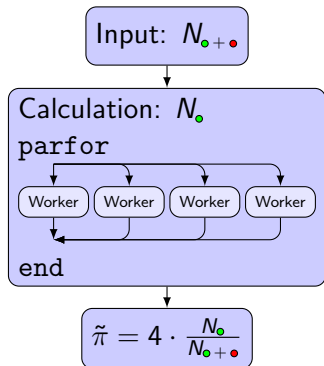 Input: N●+●
Calculation: N●
parfor
Worker Worker Worker Worker
end
π̃ = 4 · N●/N●+●